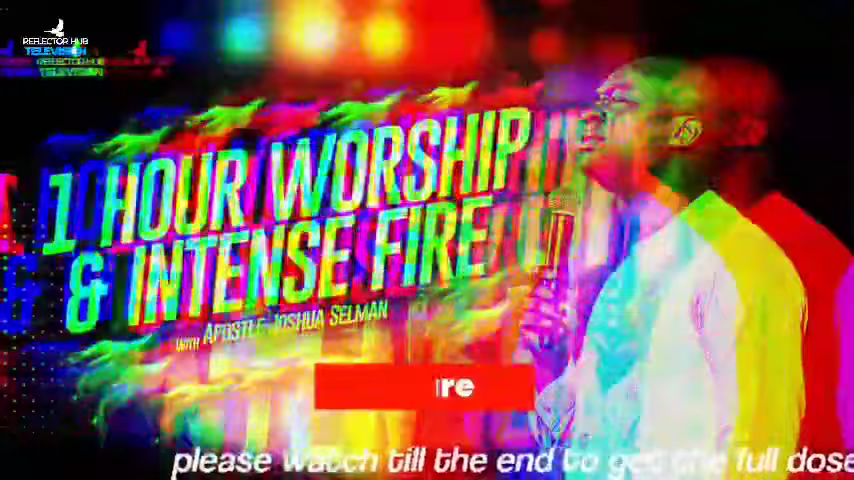 REFLECTOR HUB
TELEVISION
1 HOUR WORSHIP
& INTENSE FIRE
WITH APOSTLE JOSHUA SELMAN
re
please watch till the end to get the full dose